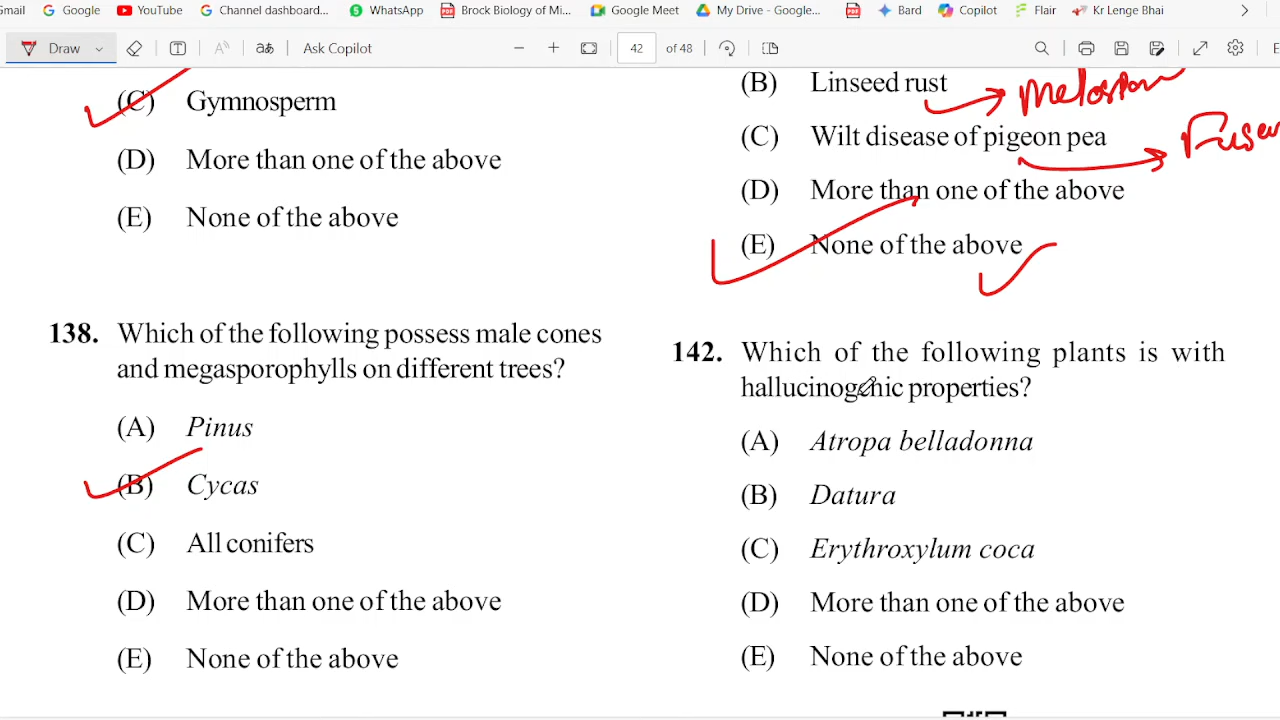 Gmail
Google
YouTube
Channel dashboard...
WhatsApp
Brock Biology of Mi...
Google Meet
My Drive - Google...
Bard
Copilot
Flair
Kr Lenge Bhai
Draw
Ask Copilot
42
of 48
(C) Gymnosperm
(D) More than one of the above
(E) None of the above
138. Which of the following possess male cones
and megasporophylls on different trees?
(A) Pinus
(B) Cycas
(C) All conifers
(D) More than one of the above
(E) None of the above
(B) Linseed rust
(C) Wilt disease of pigeon pea
(D) More than one of the above
(E) None of the above
142. Which of the following plants is with
hallucinogenic properties?
(A) Atropa belladonna
(B) Datura
(C) Erythroxylum coca
(D) More than one of the above
(E) None of the above